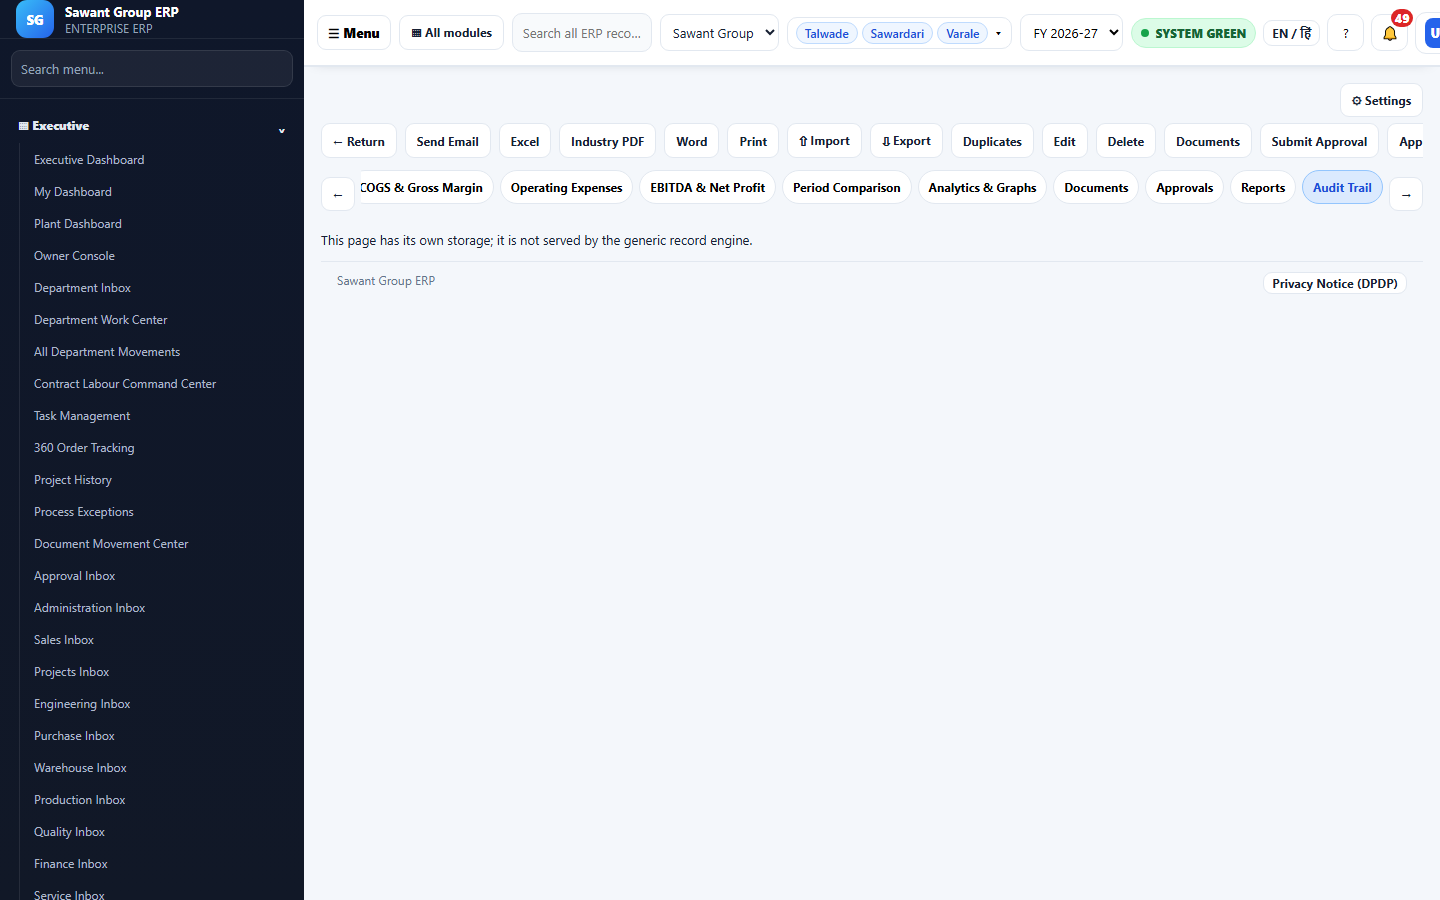 SG
Sawant Group ERP
ENTERPRISE ERP
Search menu...
Executive
Executive Dashboard
My Dashboard
Plant Dashboard
Owner Console
Department Inbox
Department Work Center
All Department Movements
Contract Labour Command Center
Task Management
360 Order Tracking
Project History
Process Exceptions
Document Movement Center
Approval Inbox
Administration Inbox
Sales Inbox
Projects Inbox
Engineering Inbox
Purchase Inbox
Warehouse Inbox
Production Inbox
Quality Inbox
Finance Inbox
Service Inbox
☰ Menu
All modules
Search all ERP reco...
Sawant Group
Talwade
Sawardari
Varale
FY 2026-27
SYSTEM GREEN
EN / हिं
?
49
U
⚙ Settings
← Return
Send Email
Excel
Industry PDF
Word
Print
⇧ Import
⇩ Export
Duplicates
Edit
Delete
Documents
Submit Approval
App
←
COGS & Gross Margin
Operating Expenses
EBITDA & Net Profit
Period Comparison
Analytics & Graphs
Documents
Approvals
Reports
Audit Trail
→
This page has its own storage; it is not served by the generic record engine.
Sawant Group ERP
Privacy Notice (DPDP)